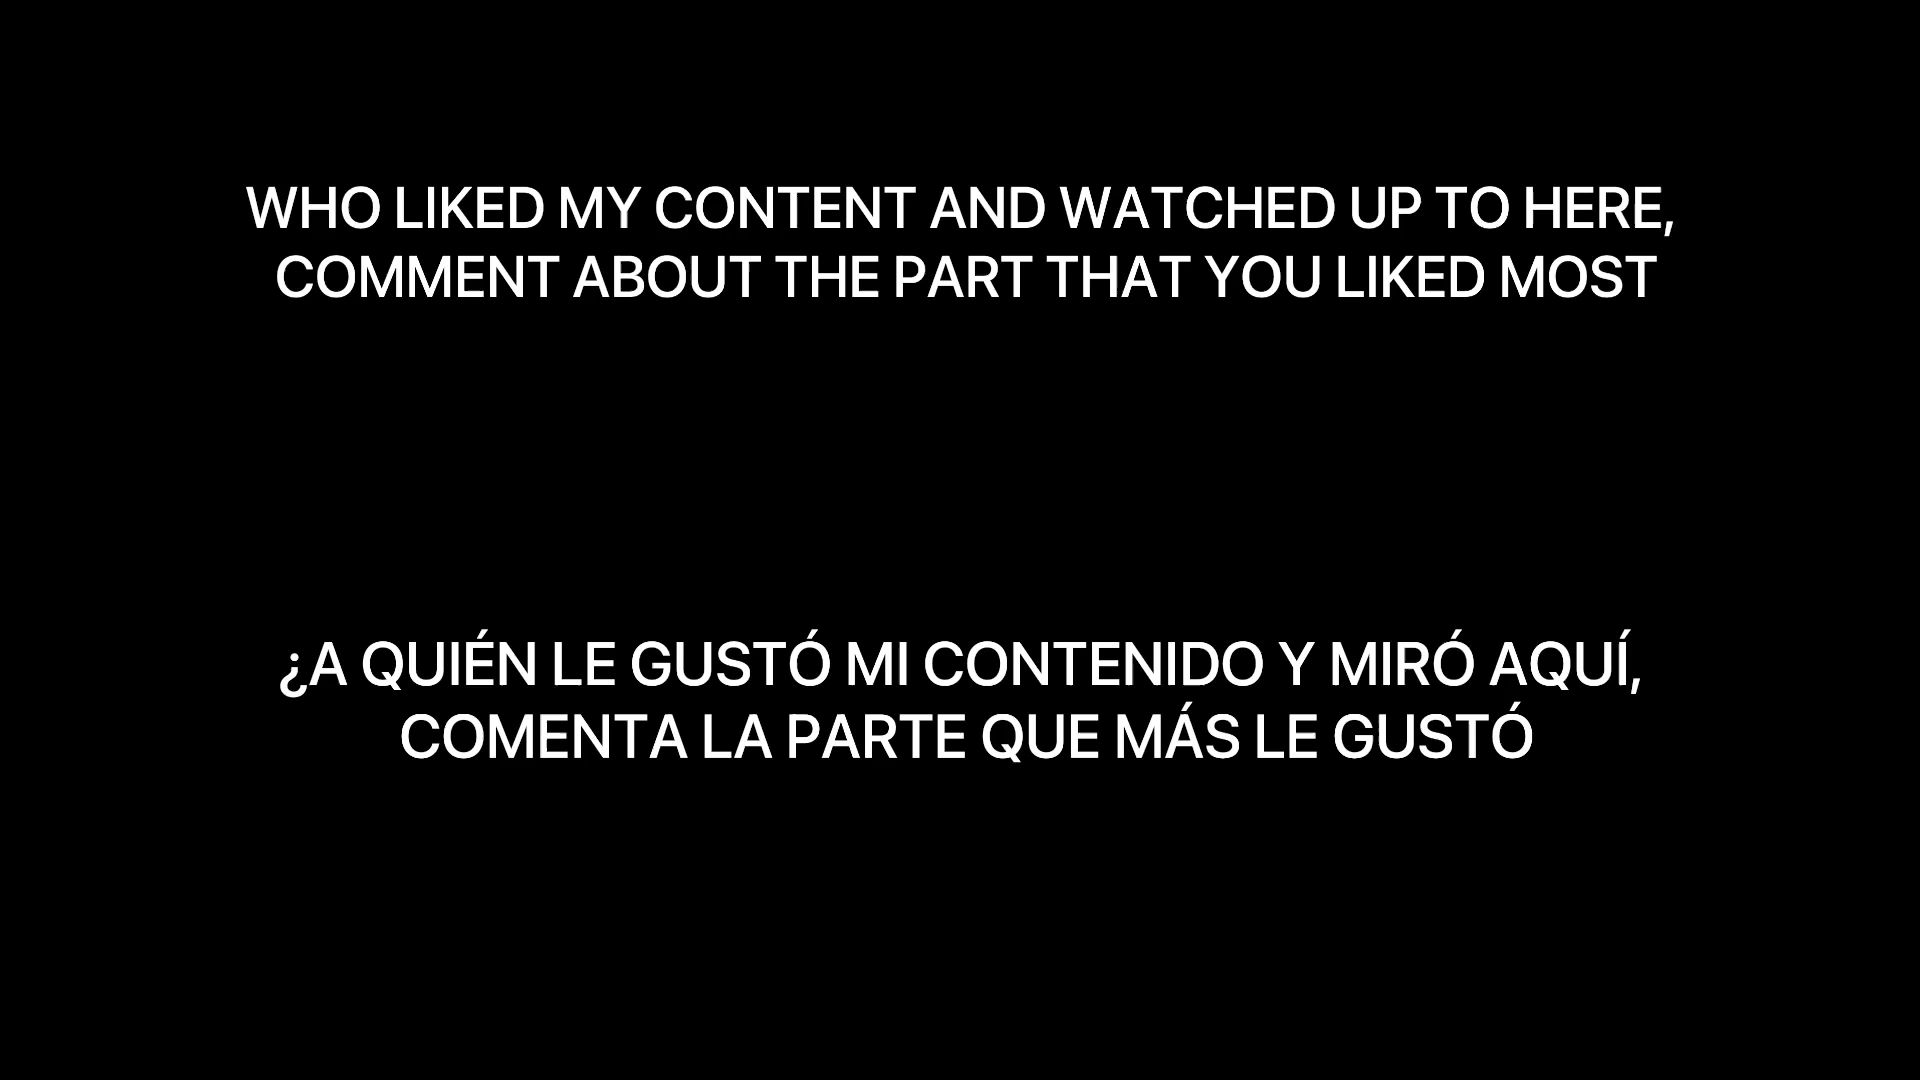 WHO LIKED MY CONTENT AND WATCHED UP TO HERE,
COMMENT ABOUT THE PART THAT YOU LIKED MOST
¿A QUIÉN LE GUSTÓ MI CONTENIDO Y MIRÓ AQUÍ,
COMENTA LA PARTE QUE MÁS LE GUSTÓ